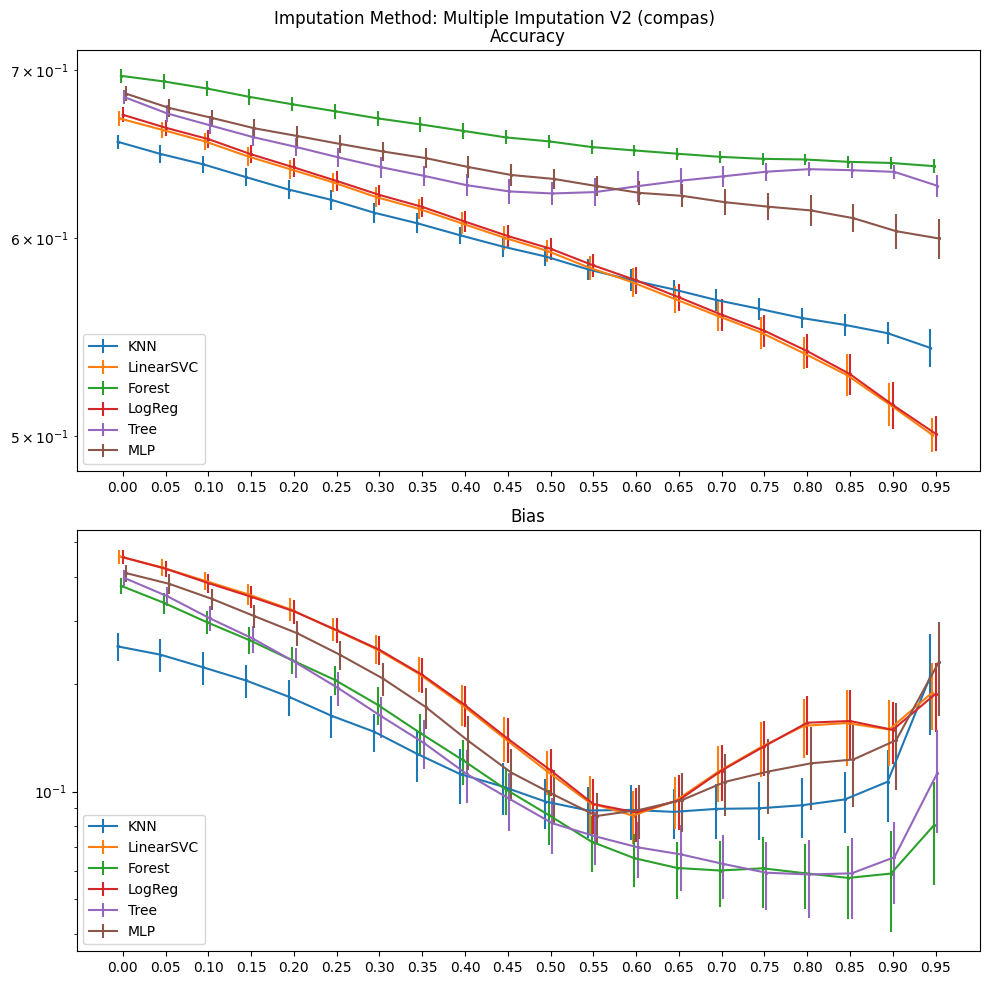 Imputation Method: Multiple Imputation V2 (compas)
Accuracy
7 × 10⁻¹
6 × 10⁻¹
5 × 10⁻¹
KNN
LinearSVC
Forest
LogReg
Tree
MLP
0.00 0.05 0.10 0.15 0.20 0.25 0.30 0.35 0.40 0.45 0.50 0.55 0.60 0.65 0.70 0.75 0.80 0.85 0.90 0.95
Bias
10⁻¹
KNN
LinearSVC
Forest
LogReg
Tree
MLP
0.00 0.05 0.10 0.15 0.20 0.25 0.30 0.35 0.40 0.45 0.50 0.55 0.60 0.65 0.70 0.75 0.80 0.85 0.90 0.95